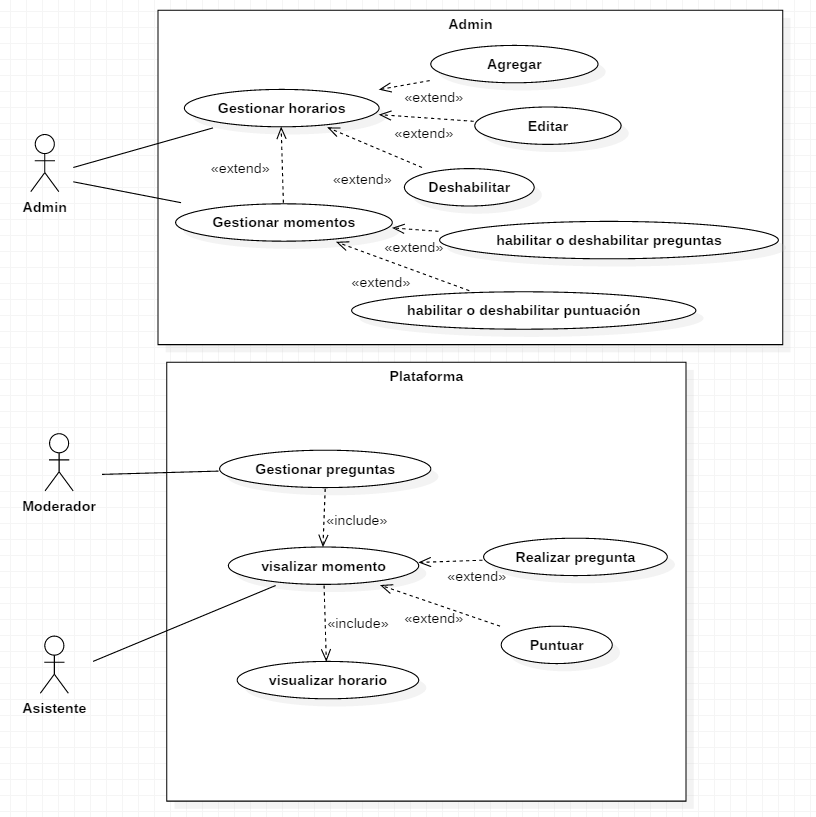 Admin
Agregar
«extend»
Gestionar horarios
Editar
«extend»
«extend»
«extend»
Deshabilitar
Admin
Gestionar momentos
habilitar o deshabilitar preguntas
«extend»
«extend»
habilitar o deshabilitar puntuación
Plataforma
Gestionar preguntas
Moderador
«include»
visalizar momento
Realizar pregunta
«extend»
«include»
«extend»
Puntuar
visualizar horario
Asistente